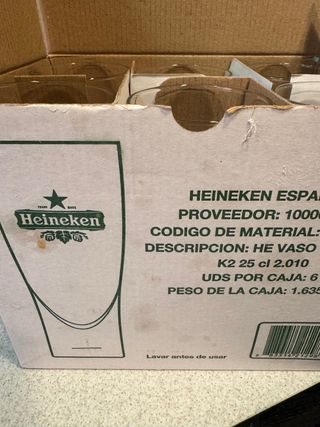 TRADE MARK
Heineken
HEINEKEN ESPA
PROVEEDOR: 10000
CODIGO DE MATERIAL:
DESCRIPCION: HE VASO
K2 25 cl 2.010
UDS POR CAJA: 6
PESO DE LA CAJA: 1.635
Lavar antes de usar